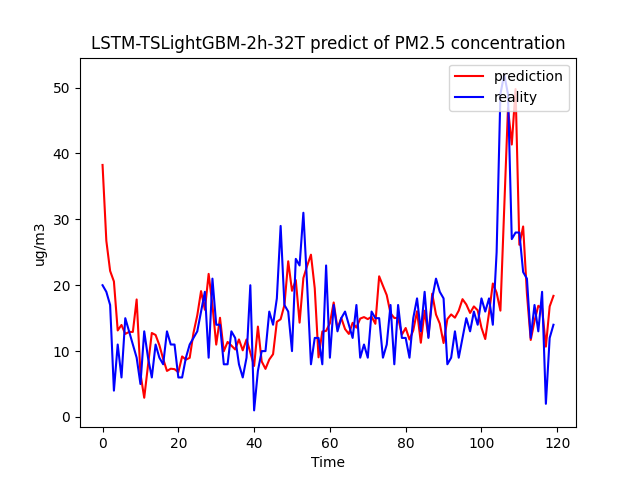 LSTM-TSLightGBM-2h-32T predict of PM2.5 concentration
prediction
reality
50
40
30
20
10
0
ug/m3
0 20 40 60 80 100 120
Time